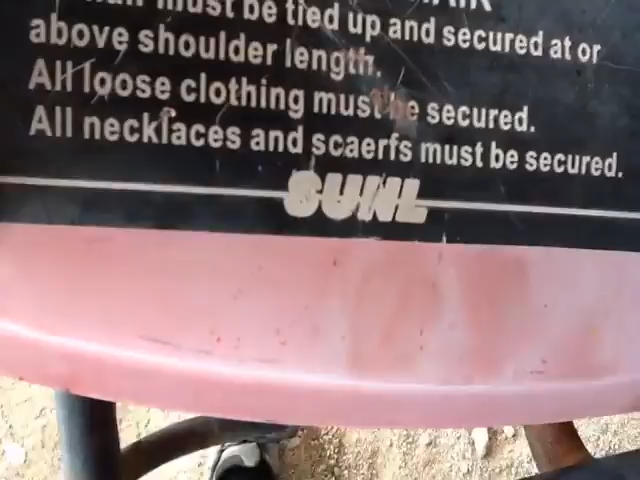 must be tied up and secured at or
above shoulder length.
All loose clothing must be secured.
All necklaces and scaerfs must be secured.
SUNL